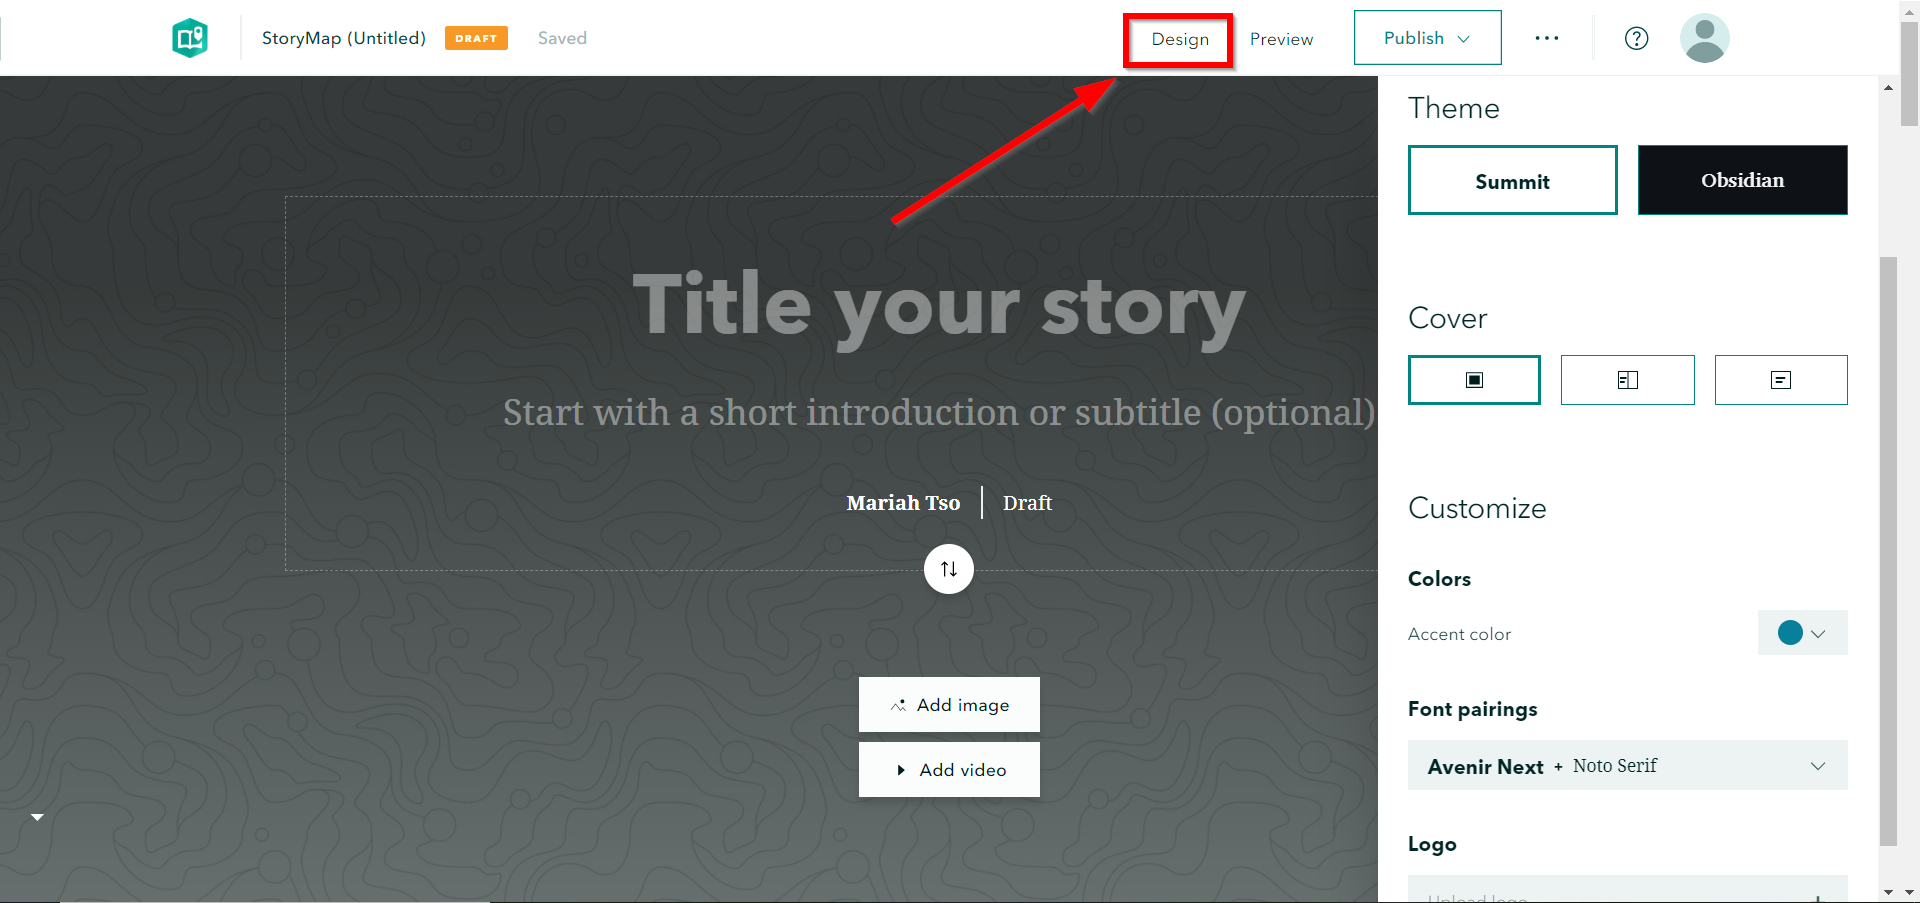 StoryMap (Untitled) DRAFT Saved Design Preview Publish
Theme
Summit Obsidian
Title your story
Start with a short introduction or subtitle (optional)
Mariah Tso Draft
Add image
Add video
Cover
Customize
Colors
Accent color
Font pairings
Avenir Next + Noto Serif
Logo
Upload logo